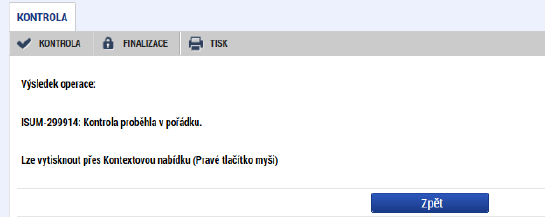 KONTROLA
KONTROLA FINALIZACE TISK
Výsledek operace:
ISUM-299914: Kontrola proběhla v pořádku.
Lze vytisknout přes Kontextovou nabídku (Pravé tlačítko myši)
Zpět